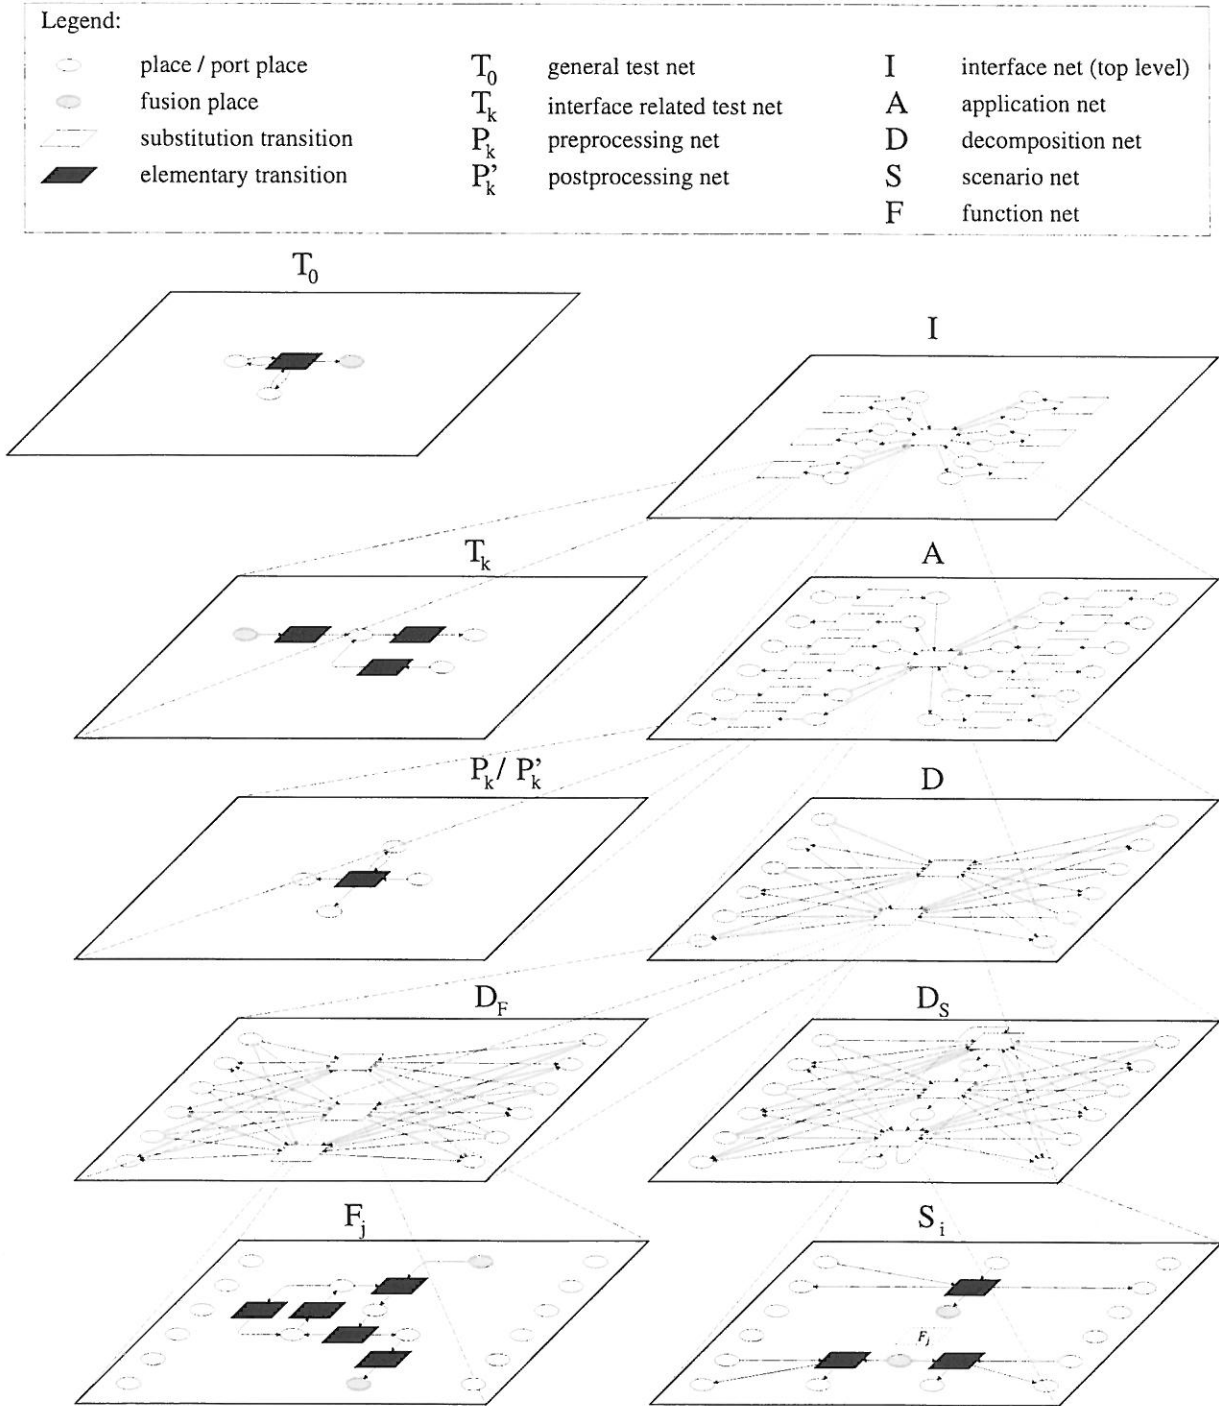 Legend:
place / port place T₀ general test net I interface net (top level)
fusion place Tₖ interface related test net A application net
substitution transition Pₖ preprocessing net D decomposition net
elementary transition P’ₖ postprocessing net S scenario net
F function net
T₀
I
Tₖ
A
Pₖ / P’ₖ
D
D_F
D_S
Fⱼ
Sᵢ
Fⱼ